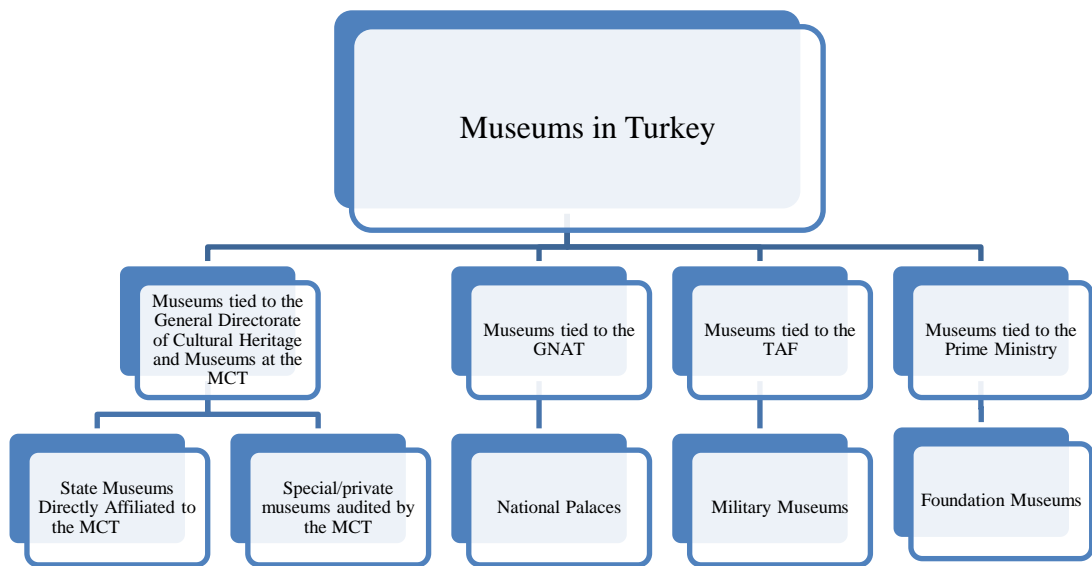 Museums in Turkey
Museums tied to the
General Directorate
of Cultural Heritage
and Museums at the
MCT
Museums tied to the
GNAT
Museums tied to the
TAF
Museums tied to the
Prime Ministry
State Museums
Directly Affiliated to
the MCT
Special/private
museums audited by
the MCT
National Palaces
Military Museums
Foundation Museums